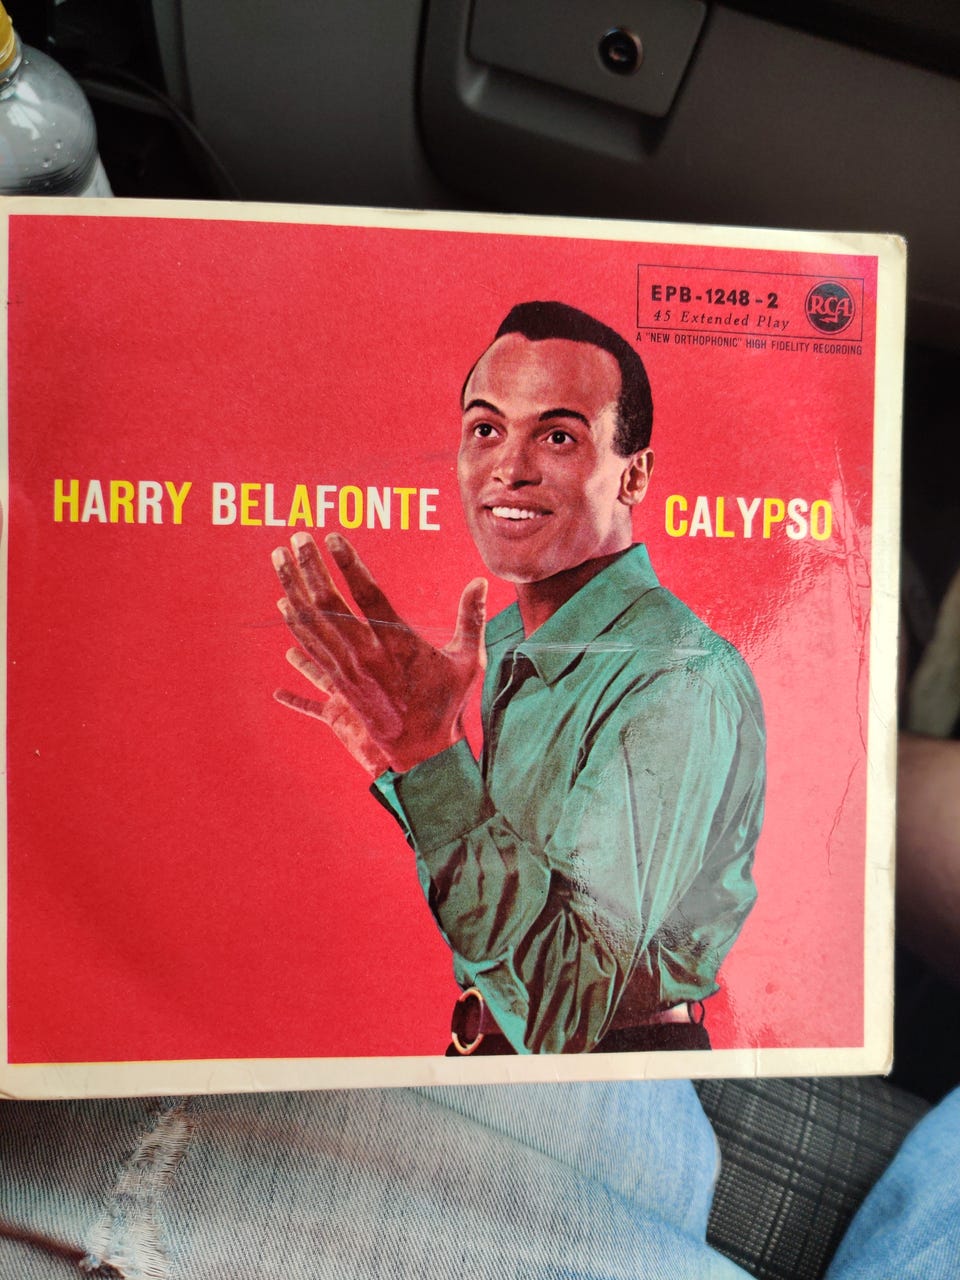 EPB-1248-2
45 Extended Play
RCA
A "NEW ORTHOPHONIC" HIGH FIDELITY RECORDING
HARRY BELAFONTE CALYPSO